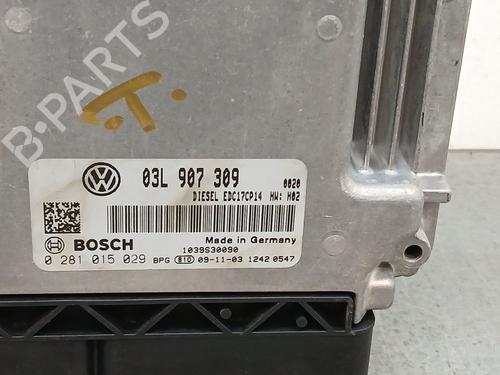 B-PARTS
.T.
03L 907 309
0020
DIESEL EDC17CP14 HW: H02
BOSCH
Made in Germany
1039S30090
0 281 015 029 BPG 810 09-11-03 1242 0547